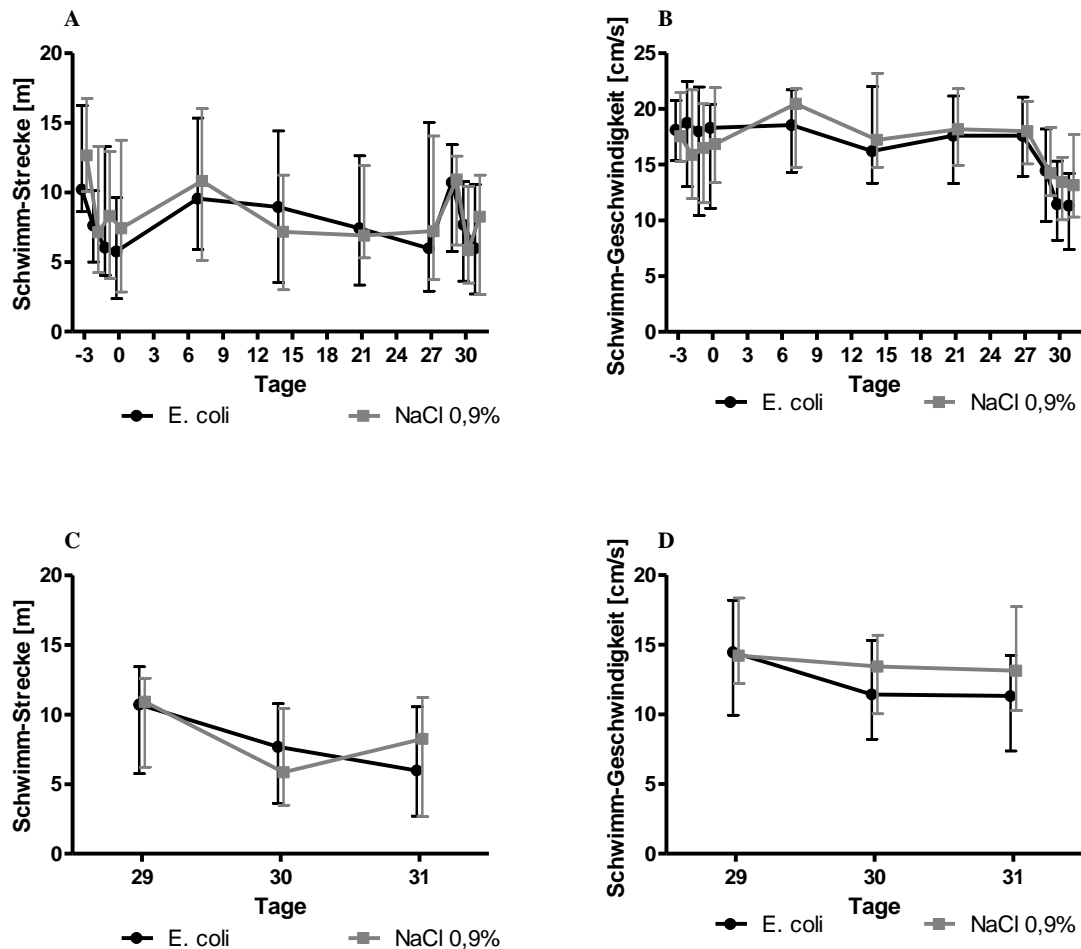 A
Schwimm-Strecke [m]
20
15
10
5
0
-3 0 3 6 9 12 15 18 21 24 27 30
Tage
E. coli NaCl 0,9%
B
Schwimm-Geschwindigkeit [cm/s]
25
20
15
10
5
0
-3 0 3 6 9 12 15 18 21 24 27 30
Tage
E. coli NaCl 0,9%
C
Schwimm-Strecke [m]
20
15
10
5
0
29 30 31
Tage
E. coli NaCl 0,9%
D
Schwimm-Geschwindigkeit [cm/s]
20
15
10
5
0
29 30 31
Tage
E. coli NaCl 0,9%